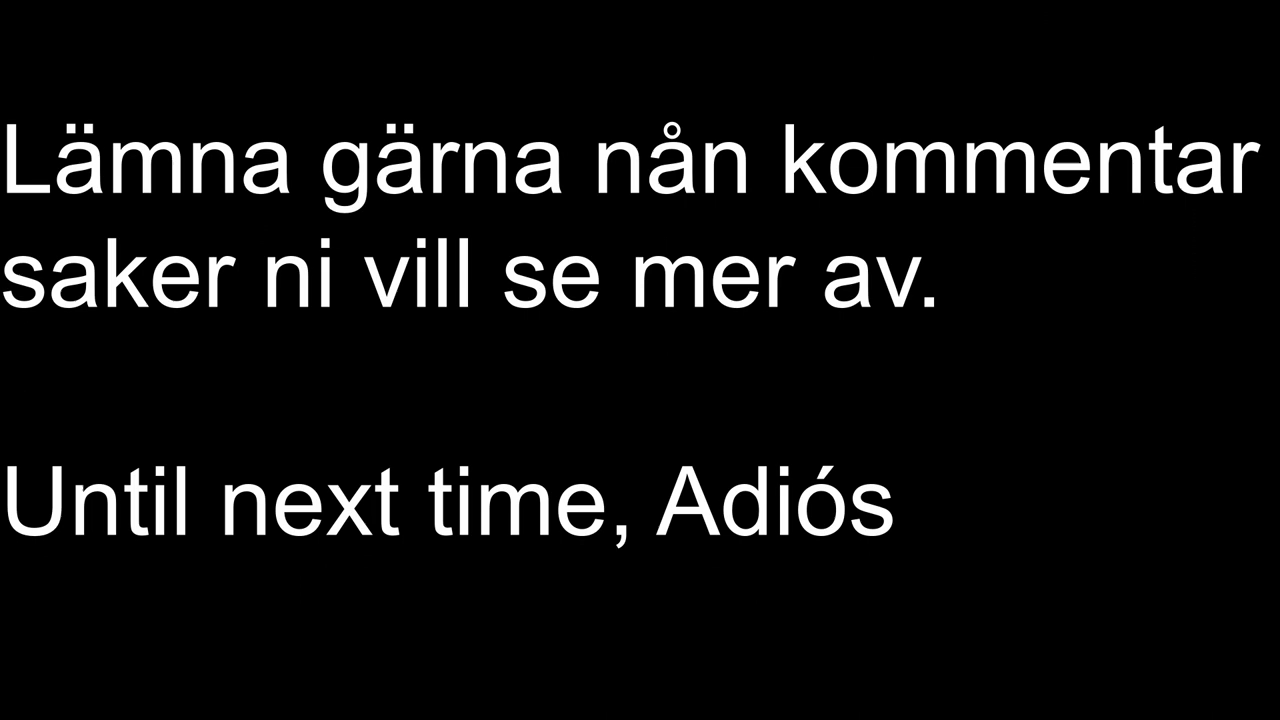 Lämna gärna nån kommentar
saker ni vill se mer av.
Until next time, Adiós